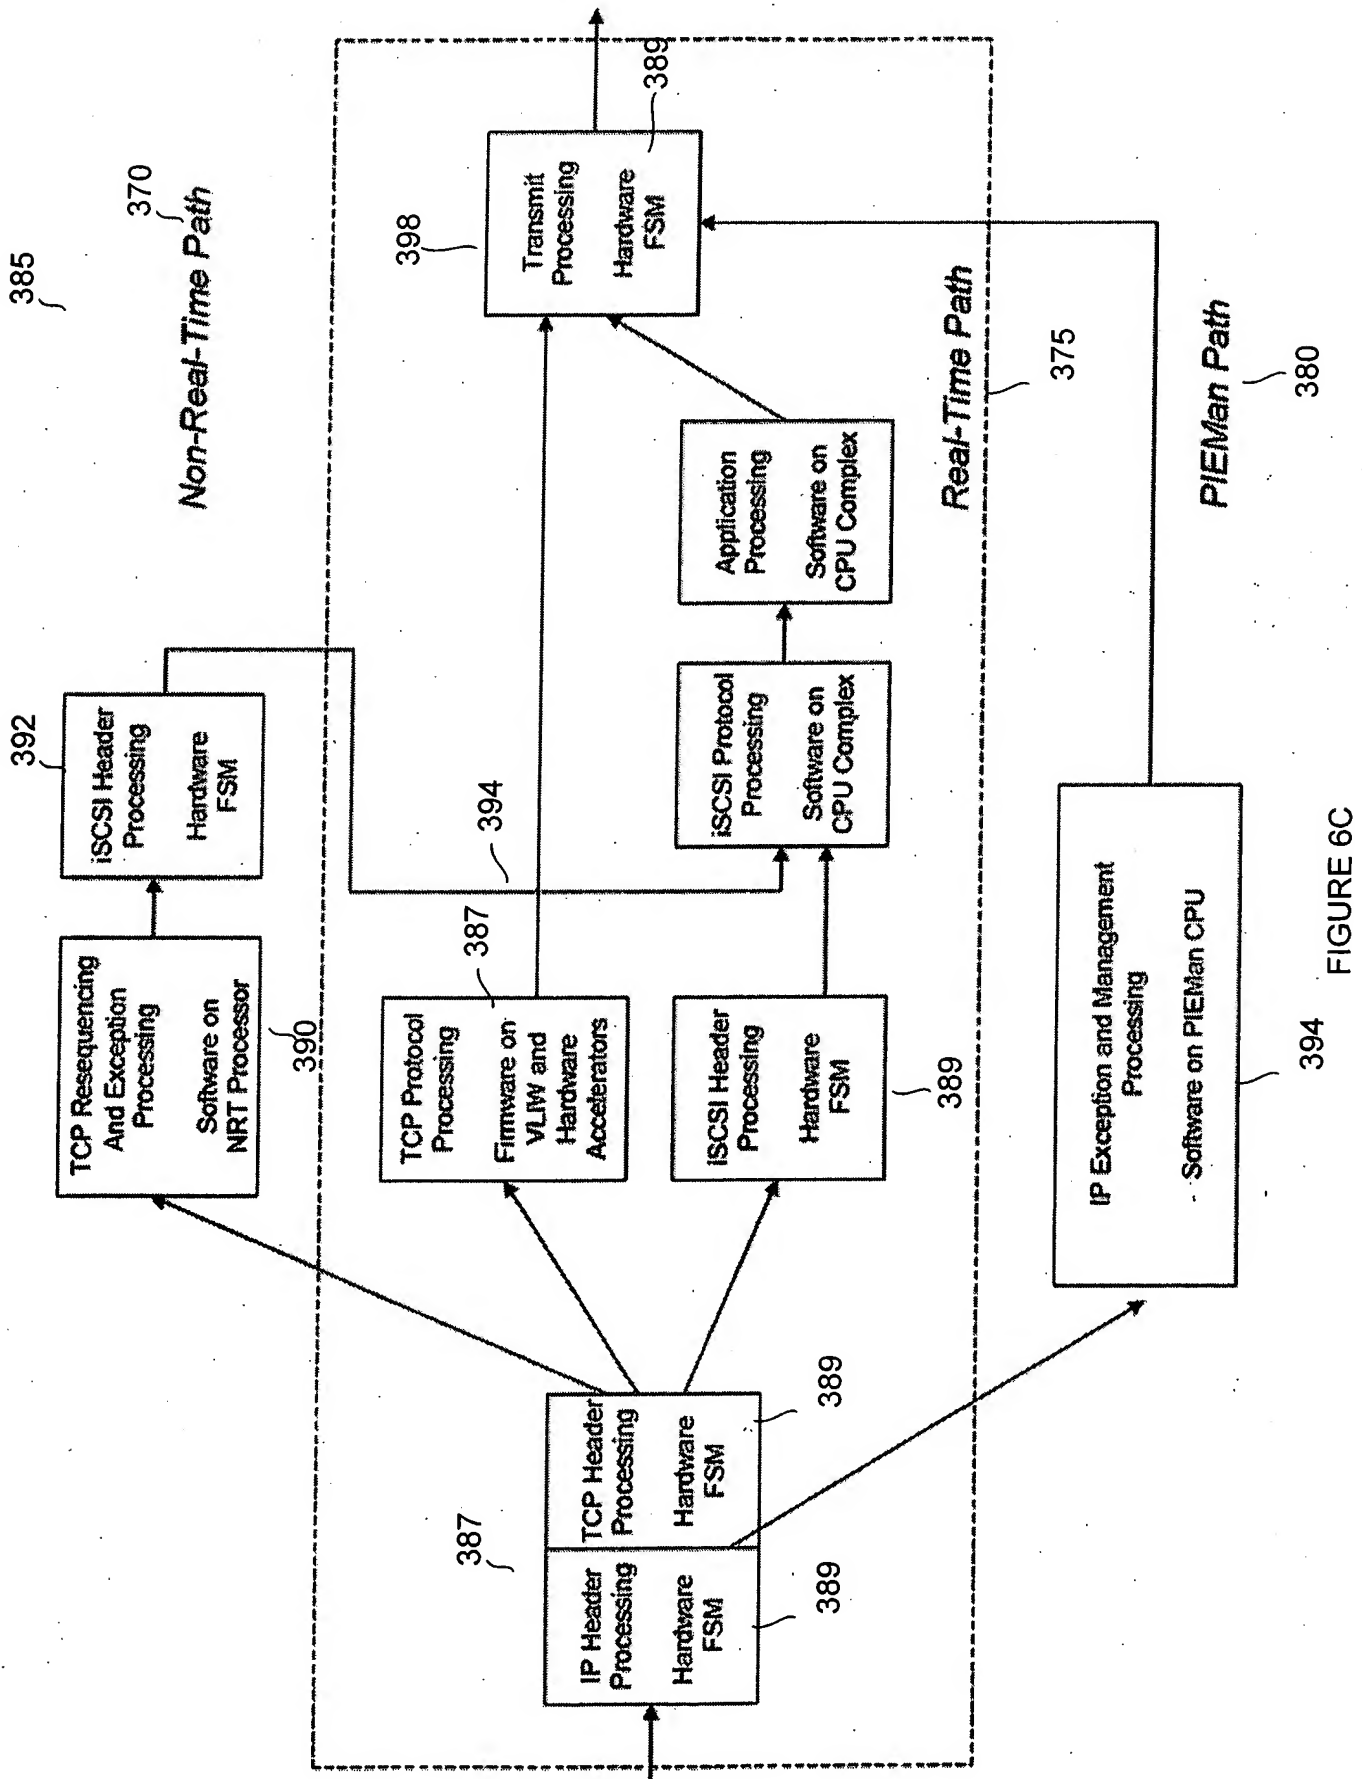 385
Non-Real-Time Path
370
392
TCP Resequencing
And Exception
Processing
Software on
NRT Processor
390
iSCSI Header
Processing
Hardware
FSM
394
387
TCP Protocol
Processing
Firmware on
VLIW and
Hardware
Accelerators
398
Transmit
Processing
Hardware
FSM
389
387
IP Header
Processing
Hardware
FSM
389
TCP Header
Processing
Hardware
FSM
389
iSCSI Header
Processing
Hardware
FSM
389
iSCSI Protocol
Processing
Software on
CPU Complex
Application
Processing
Software on
CPU Complex
Real-Time Path
375
IP Exception and Management
Processing
Software on PIEMan CPU
394
PIEMan Path
380
FIGURE 6C